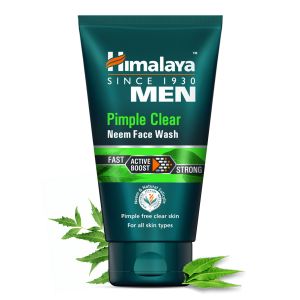 Himalaya™
SINCE 1930
MEN
Pimple Clear
Neem Face Wash
FAST
ACTIVE
BOOST
STRONG
Pimple free clear skin
For all skin types